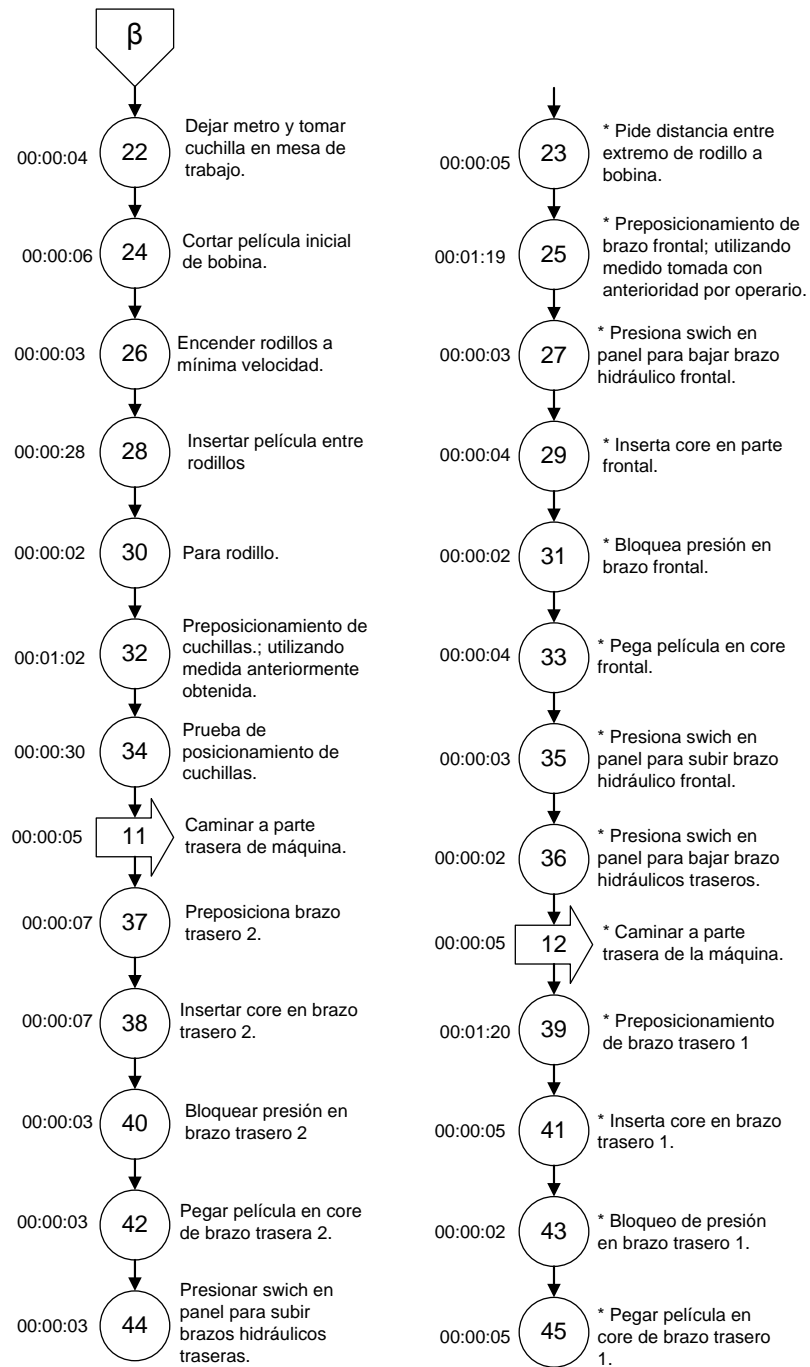 β
00:00:04
22
Dejar metro y tomar
cuchilla en mesa de
trabajo.
00:00:06
24
Cortar película inicial
de bobina.
00:00:03
26
Encender rodillos a
mínima velocidad.
00:00:28
28
Insertar película entre
rodillos
00:00:02
30
Para rodillo.
00:01:02
32
Preposicionamiento de
cuchillas.; utilizando
medida anteriormente
obtenida.
00:00:30
34
Prueba de
posicionamiento de
cuchillas.
00:00:05
11
Caminar a parte
trasera de máquina.
00:00:07
37
Preposiciona brazo
trasero 2.
00:00:07
38
Insertar core en brazo
trasero 2.
00:00:03
40
Bloquear presión en
brazo trasero 2
00:00:03
42
Pegar película en core
de brazo trasera 2.
00:00:03
44
Presionar swich en
panel para subir
brazos hidráulicos
traseras.
00:00:05
23
* Pide distancia entre
extremo de rodillo a
bobina.
00:01:19
25
* Preposicionamiento de
brazo frontal; utilizando
medido tomada con
anterioridad por operario.
00:00:03
27
* Presiona swich en
panel para bajar brazo
hidráulico frontal.
00:00:04
29
* Inserta core en parte
frontal.
00:00:02
31
* Bloquea presión en
brazo frontal.
00:00:04
33
* Pega película en core
frontal.
00:00:03
35
* Presiona swich en
panel para subir brazo
hidráulico frontal.
00:00:02
36
* Presiona swich en
panel para bajar brazo
hidráulicos traseros.
00:00:05
12
* Caminar a parte
trasera de la máquina.
00:01:20
39
* Preposicionamiento
de brazo trasero 1
00:00:05
41
* Inserta core en brazo
trasero 1.
00:00:02
43
* Bloqueo de presión
en brazo trasero 1.
00:00:05
45
* Pegar película en
core de brazo trasero
1.